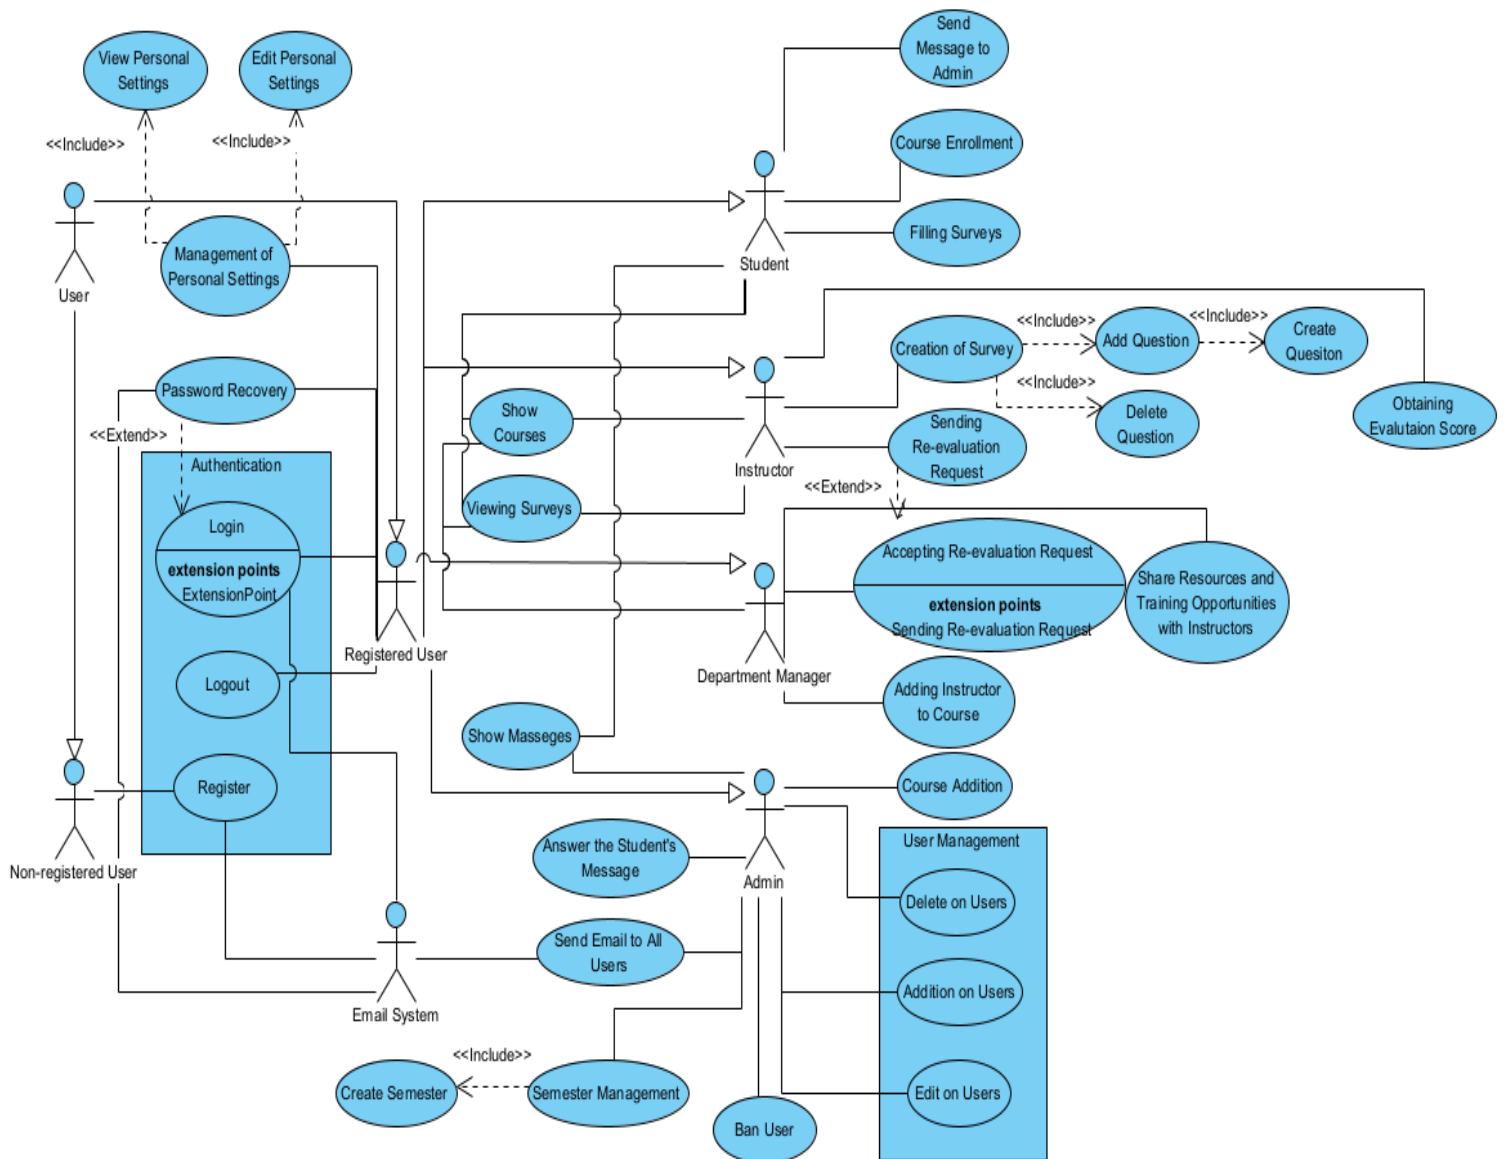 Send
Message to
Admin
View Personal
Settings
Edit Personal
Settings
<<Include>>
<<Include>>
Course Enrollment
Filling Surveys
Student
User
Management of
Personal Settings
<<Include>>
<<Include>>
Creation of Survey
Add Question
Create
Quesiton
<<Include>>
Delete
Question
Obtaining
Evalutaion Score
Password Recovery
<<Extend>>
Show
Courses
Sending
Re-evaluation
Request
Instructor
<<Extend>>
Authentication
Viewing Surveys
Login
extension points
ExtensionPoint
Accepting Re-evaluation Request
extension points
Sending Re-evaluation Request
Share Resources and
Training Opportunities
with Instructors
Registered User
Department Manager
Logout
Adding Instructor
to Course
Show Masseges
Register
Course Addition
Non-registered User
Answer the Student's
Message
Admin
User Management
Delete on Users
Send Email to All
Users
Addition on Users
Email System
<<Include>>
Create Semester
Semester Management
Edit on Users
Ban User